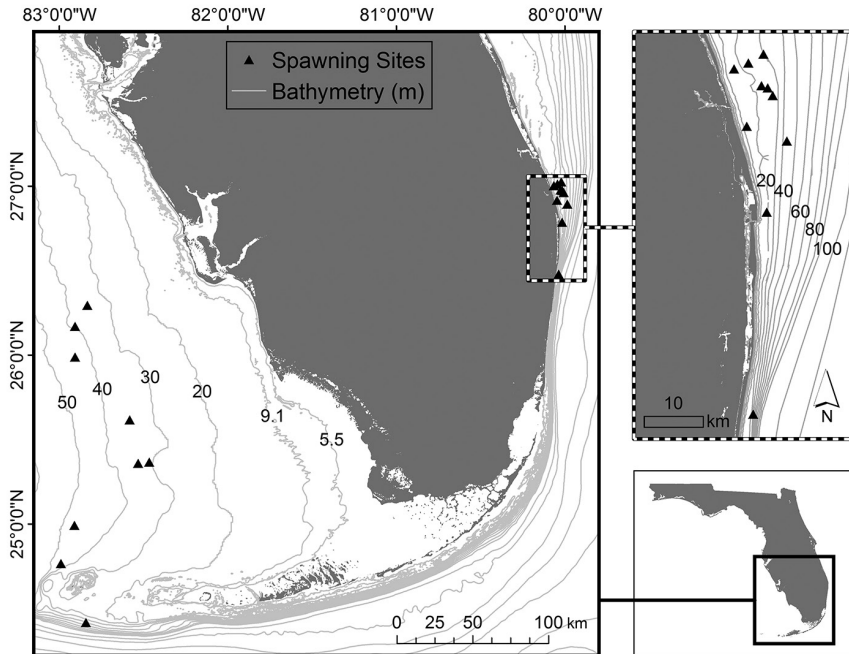 83°0'0"W
82°0'0"W
81°0'0"W
80°0'0"W
27°0'0"N
26°0'0"N
25°0'0"N
Spawning Sites
Bathymetry (m)
50
40
30
20
9.1
5.5
0 25 50 100 km
20
40
60
80
100
10
km
N